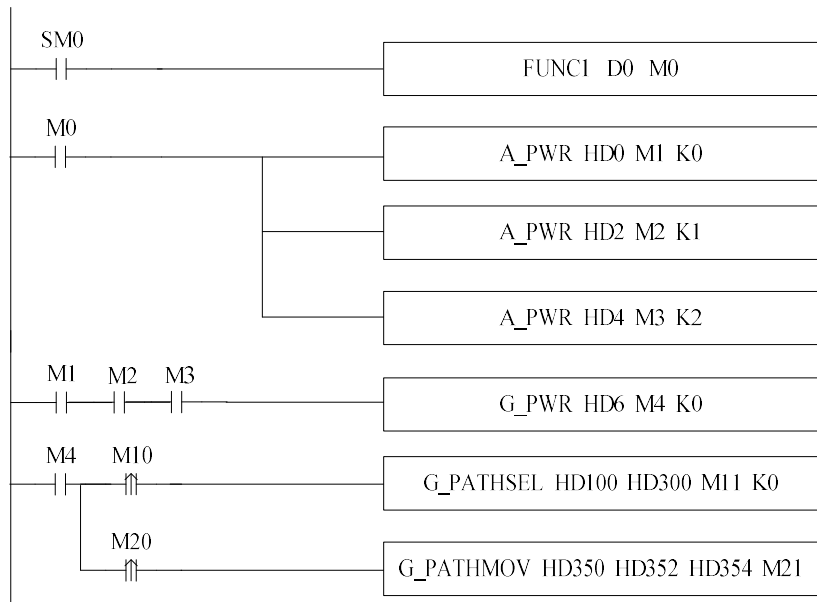 SM0
FUNC1 D0 M0
M0
A_PWR HD0 M1 K0
A_PWR HD2 M2 K1
A_PWR HD4 M3 K2
M1 M2 M3
G_PWR HD6 M4 K0
M4 M10
G_PATHSEL HD100 HD300 M11 K0
M20
G_PATHMOV HD350 HD352 HD354 M21